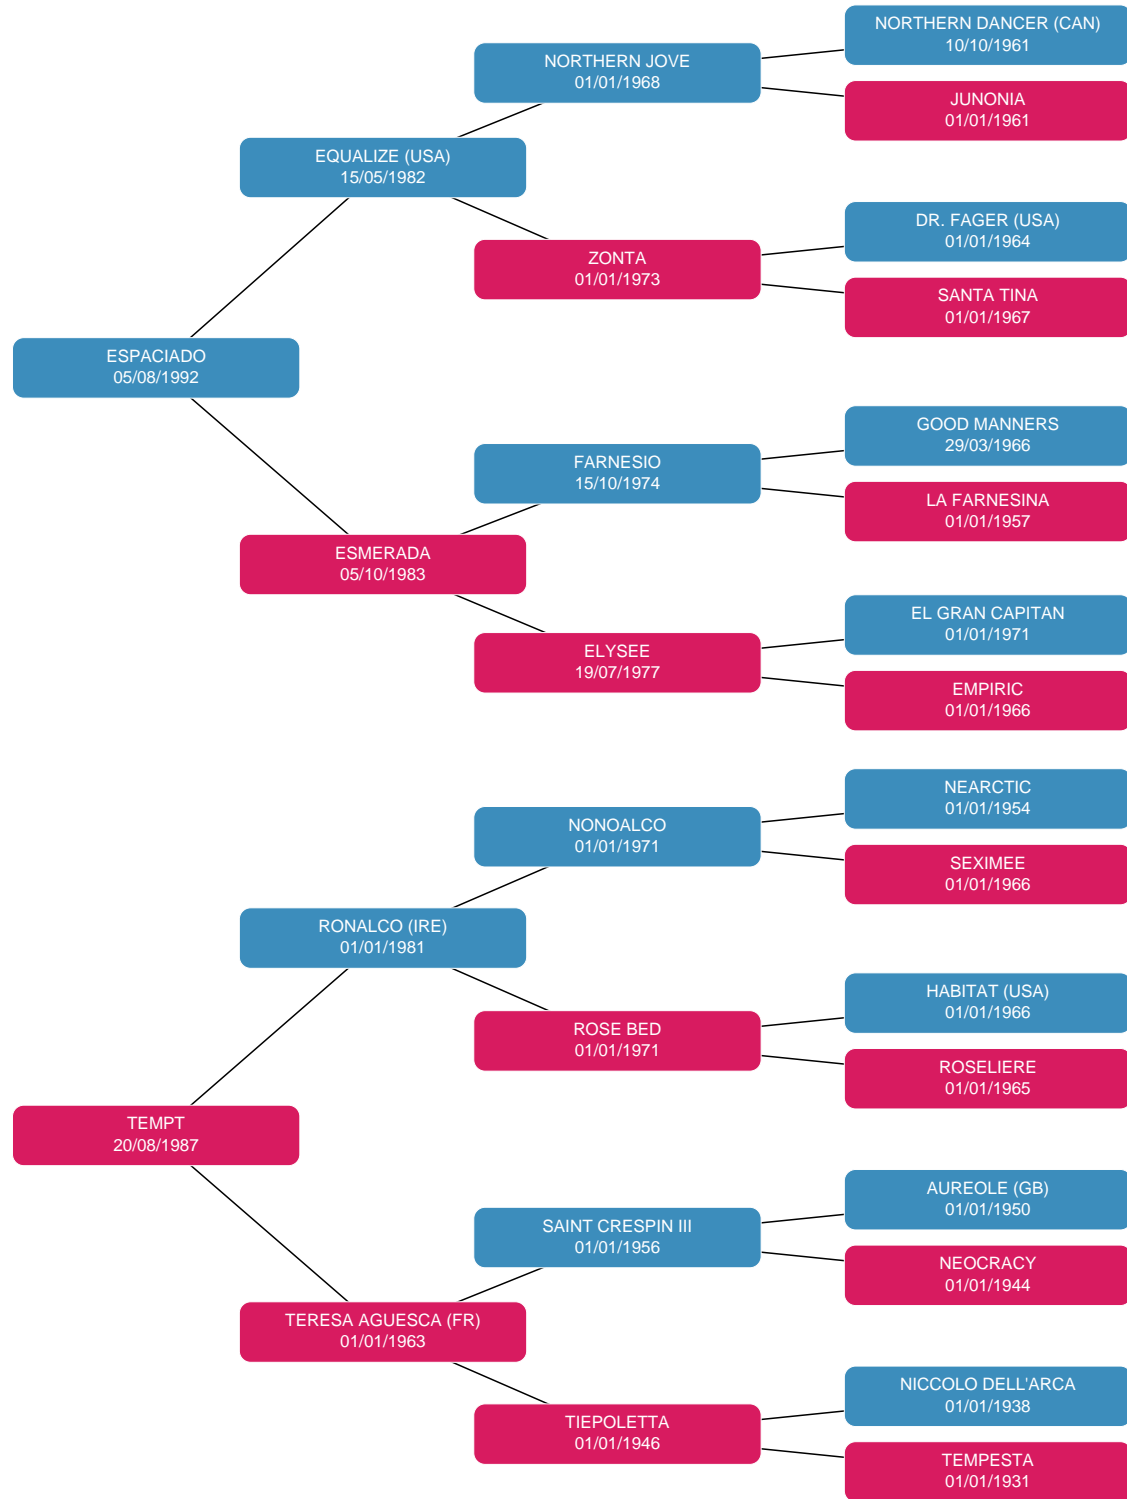 NORTHERN DANCER (CAN)
10/10/1961
NORTHERN JOVE
01/01/1968
JUNONIA
01/01/1961
EQUALIZE (USA)
15/05/1982
DR. FAGER (USA)
01/01/1964
ZONTA
01/01/1973
SANTA TINA
01/01/1967
ESPACIADO
05/08/1992
GOOD MANNERS
29/03/1966
FARNESIO
15/10/1974
LA FARNESINA
01/01/1957
ESMERADA
05/10/1983
EL GRAN CAPITAN
01/01/1971
ELYSEE
19/07/1977
EMPIRIC
01/01/1966
NEARCTIC
01/01/1954
NONOALCO
01/01/1971
SEXIMEE
01/01/1966
RONALCO (IRE)
01/01/1981
HABITAT (USA)
01/01/1966
ROSE BED
01/01/1971
ROSELIERE
01/01/1965
TEMPT
20/08/1987
AUREOLE (GB)
01/01/1950
SAINT CRESPIN III
01/01/1956
NEOCRACY
01/01/1944
TERESA AGUESCA (FR)
01/01/1963
NICCOLO DELL'ARCA
01/01/1938
TIEPOLETTA
01/01/1946
TEMPESTA
01/01/1931